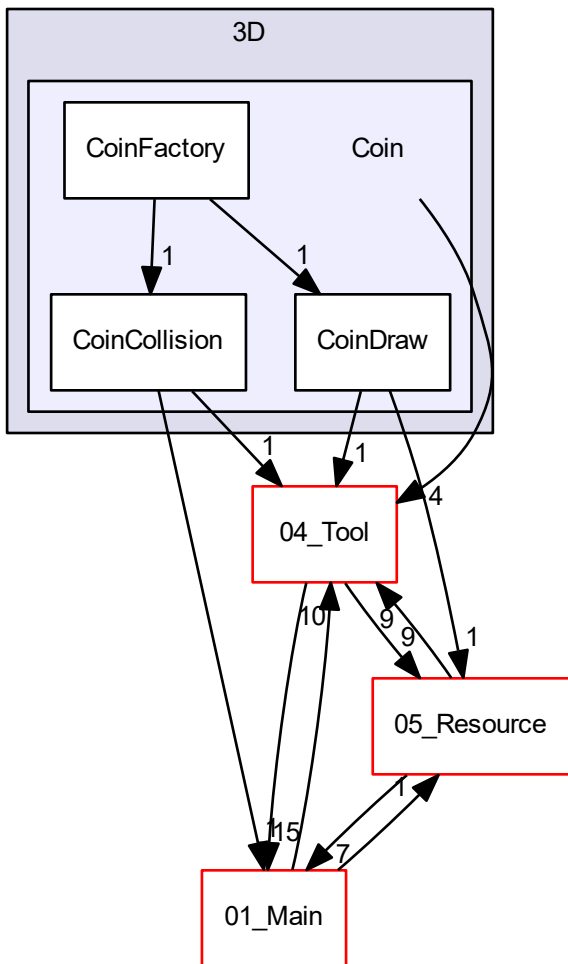 3D
CoinFactory
Coin
1
1
CoinCollision
CoinDraw
1
1
4
04_Tool
10
9
9
1
05_Resource
1
1
15
7
01_Main